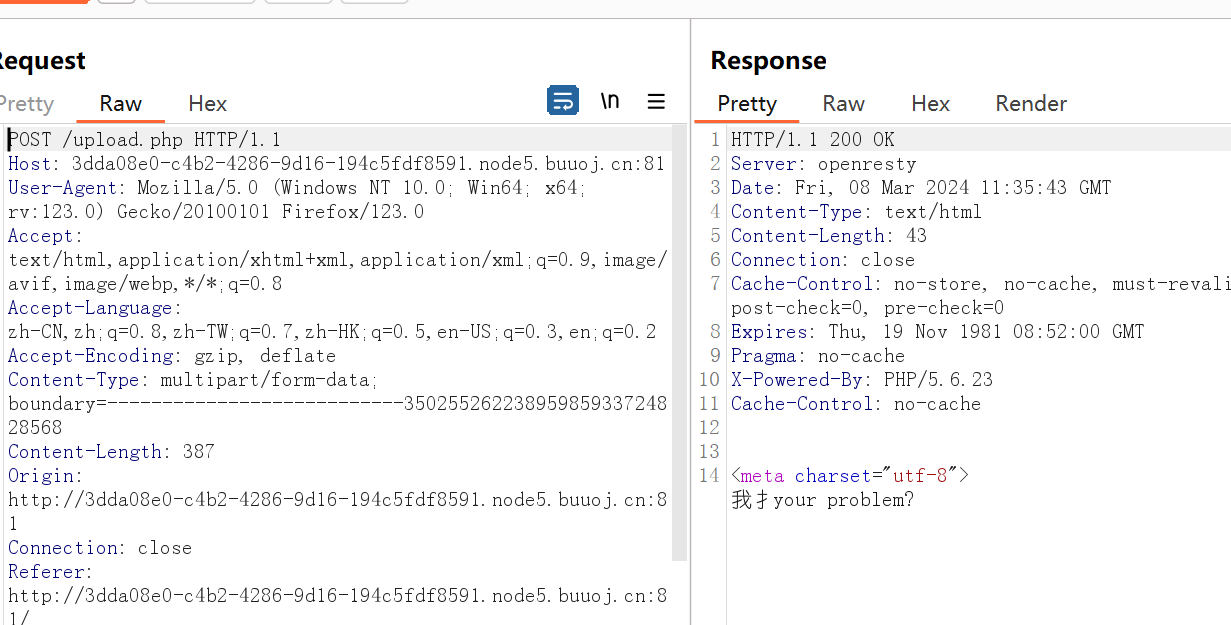 Request
Pretty
Raw
Hex
\n
POST /upload.php HTTP/1.1
Host: 3dda08e0-c4b2-4286-9d16-194c5fdf8591.node5.buuoj.cn:81
User-Agent: Mozilla/5.0 (Windows NT 10.0; Win64; x64;
rv:123.0) Gecko/20100101 Firefox/123.0
Accept:
text/html,application/xhtml+xml,application/xml;q=0.9,image/
avif,image/webp,*/*;q=0.8
Accept-Language:
zh-CN,zh;q=0.8,zh-TW;q=0.7,zh-HK;q=0.5,en-US;q=0.3,en;q=0.2
Accept-Encoding: gzip, deflate
Content-Type: multipart/form-data;
boundary=---------------------------350255262238959859337248
28568
Content-Length: 387
Origin:
http://3dda08e0-c4b2-4286-9d16-194c5fdf8591.node5.buuoj.cn:8
1
Connection: close
Referer:
http://3dda08e0-c4b2-4286-9d16-194c5fdf8591.node5.buuoj.cn:8
1/
Response
Pretty
Raw
Hex
Render
1 HTTP/1.1 200 OK
2 Server: openresty
3 Date: Fri, 08 Mar 2024 11:35:43 GMT
4 Content-Type: text/html
5 Content-Length: 43
6 Connection: close
7 Cache-Control: no-store, no-cache, must-revali
post-check=0, pre-check=0
8 Expires: Thu, 19 Nov 1981 08:52:00 GMT
9 Pragma: no-cache
10 X-Powered-By: PHP/5.6.23
11 Cache-Control: no-cache
12
13
14 <meta charset="utf-8">
我扌your problem?